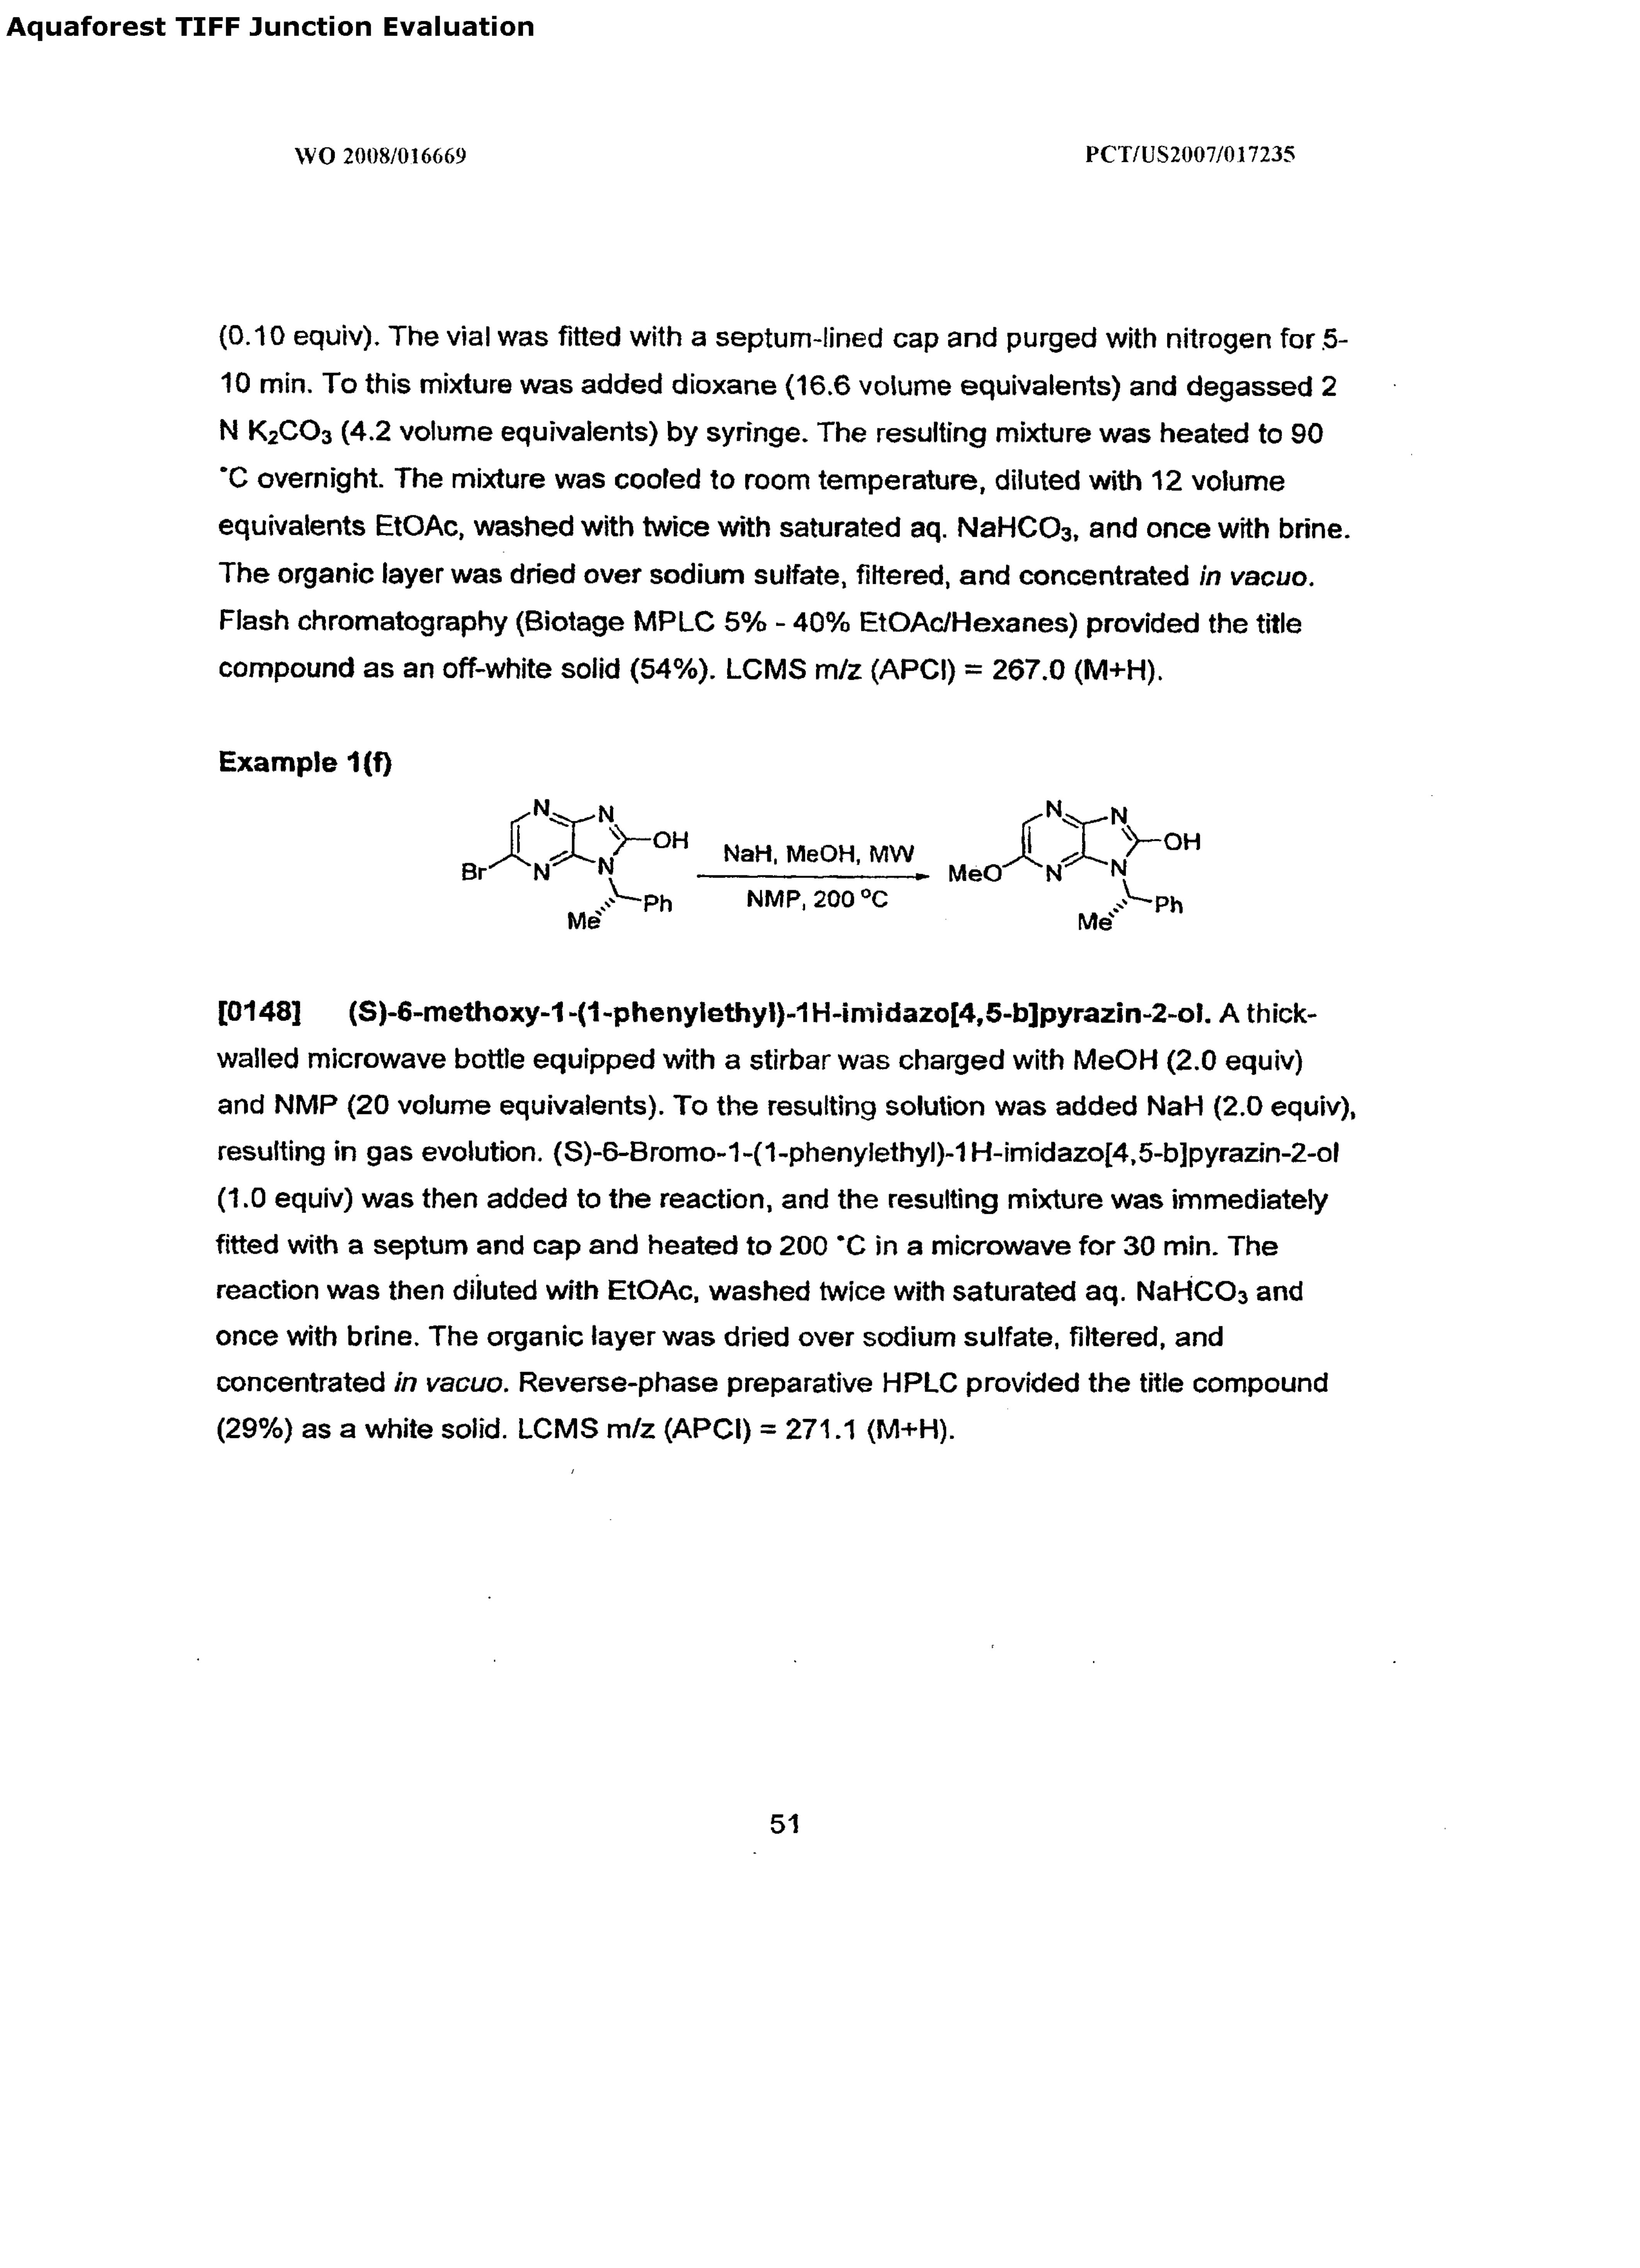 Aquaforest TIFF Junction Evaluation
WO 2008/016669 PCT/US2007/017235
(0.10 equiv). The vial was fitted with a septum-lined cap and purged with nitrogen for 5-
10 min. To this mixture was added dioxane (16.6 volume equivalents) and degassed 2
N K₂CO₃ (4.2 volume equivalents) by syringe. The resulting mixture was heated to 90
°C overnight. The mixture was cooled to room temperature, diluted with 12 volume
equivalents EtOAc, washed with twice with saturated aq. NaHCO₃, and once with brine.
The organic layer was dried over sodium sulfate, filtered, and concentrated in vacuo.
Flash chromatography (Biotage MPLC 5% - 40% EtOAc/Hexanes) provided the title
compound as an off-white solid (54%). LCMS m/z (APCI) = 267.0 (M+H).
Example 1(f)
N N OH Br N N Ph Me
NaH, MeOH, MW
NMP, 200 °C
N N OH MeO N N Ph Me
[0148] (S)-6-methoxy-1-(1-phenylethyl)-1H-imidazo[4,5-b]pyrazin-2-ol. A thick-
walled microwave bottle equipped with a stirbar was charged with MeOH (2.0 equiv)
and NMP (20 volume equivalents). To the resulting solution was added NaH (2.0 equiv),
resulting in gas evolution. (S)-6-Bromo-1-(1-phenylethyl)-1H-imidazo[4,5-b]pyrazin-2-ol
(1.0 equiv) was then added to the reaction, and the resulting mixture was immediately
fitted with a septum and cap and heated to 200 °C in a microwave for 30 min. The
reaction was then diluted with EtOAc, washed twice with saturated aq. NaHCO₃ and
once with brine. The organic layer was dried over sodium sulfate, filtered, and
concentrated in vacuo. Reverse-phase preparative HPLC provided the title compound
(29%) as a white solid. LCMS m/z (APCI) = 271.1 (M+H).
51